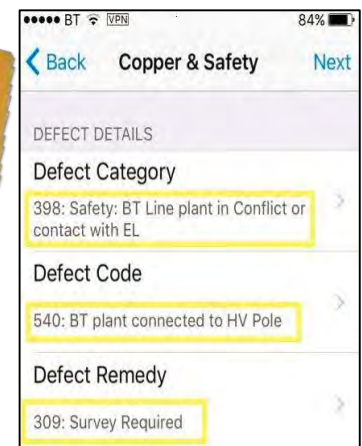 BT VPN 84%
Back Copper & Safety Next
DEFECT DETAILS
Defect Category
398: Safety: BT Line plant in Conflict or
contact with EL
Defect Code
540: BT plant connected to HV Pole
Defect Remedy
309: Survey Required